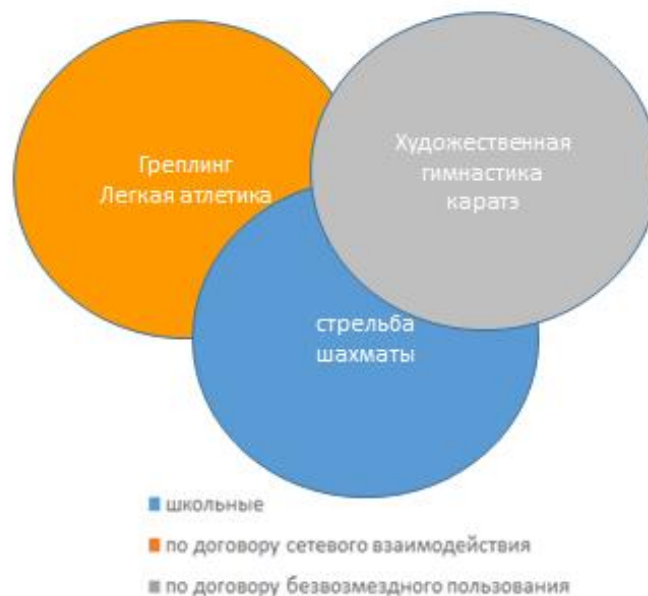 Греплинг
Легкая атлетика
Художественная
гимнастика
каратэ
стрельба
шахматы
школьные
по договору сетевого взаимодействия
по договору безвозмездного пользования